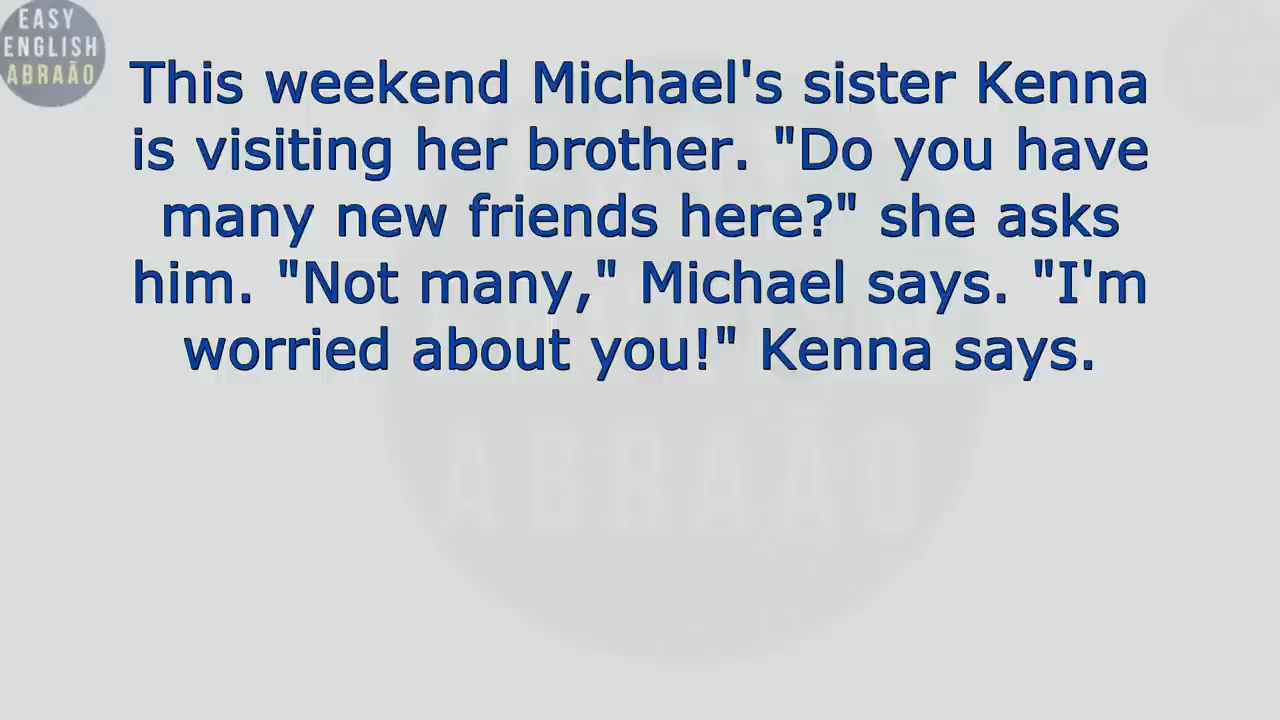 EASY
ENGLISH
ABRAÃO
This weekend Michael's sister Kenna
is visiting her brother. "Do you have
many new friends here?" she asks
him. "Not many," Michael says. "I'm
worried about you!" Kenna says.
ABRAÃO